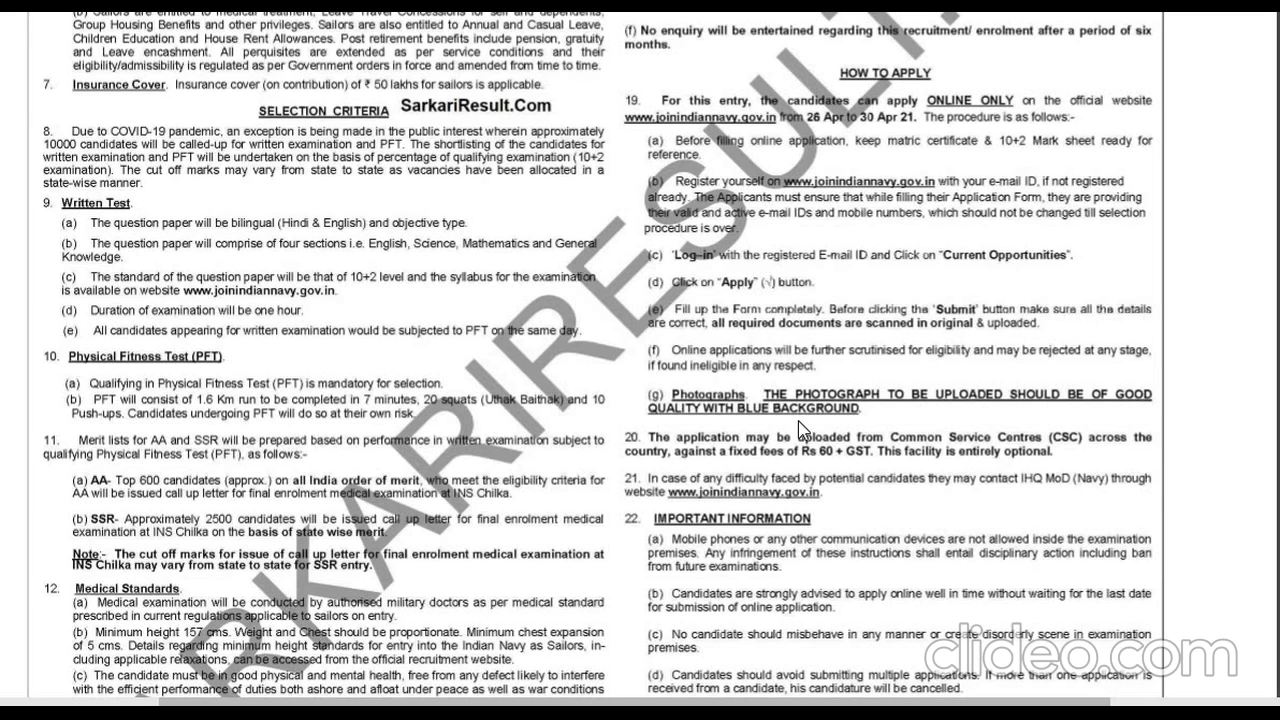 (b) Sailors are entitled to medical treatment, Leave Travel Concessions for self and dependents,
Group Housing Benefits and other privileges. Sailors are also entitled to Annual and Casual Leave,
Children Education and House Rent Allowances. Post retirement benefits include pension, gratuity
and Leave encashment. All perquisites are extended as per service conditions and their
eligibility/admissibility is regulated as per Government orders in force and amended from time to time.
7. Insurance Cover. Insurance cover (on contribution) of ₹ 50 lakhs for sailors is applicable.
SELECTION CRITERIA SarkariResult.Com
8. Due to COVID-19 pandemic, an exception is being made in the public interest wherein approximately
10000 candidates will be called-up for written examination and PFT. The shortlisting of the candidates for
written examination and PFT will be undertaken on the basis of percentage of qualifying examination (10+2
examination). The cut off marks may vary from state to state as vacancies have been allocated in a
state-wise manner.
9. Written Test.
(a) The question paper will be bilingual (Hindi & English) and objective type.
(b) The question paper will comprise of four sections i.e. English, Science, Mathematics and General
Knowledge.
(c) The standard of the question paper will be that of 10+2 level and the syllabus for the examination
is available on website www.joinindiannavy.gov.in.
(d) Duration of examination will be one hour.
(e) All candidates appearing for written examination would be subjected to PFT on the same day.
10. Physical Fitness Test (PFT).
(a) Qualifying in Physical Fitness Test (PFT) is mandatory for selection.
(b) PFT will consist of 1.6 Km run to be completed in 7 minutes, 20 squats (Uthak Baithak) and 10
Push-ups. Candidates undergoing PFT will do so at their own risk.
11. Merit lists for AA and SSR will be prepared based on performance in written examination subject to
qualifying Physical Fitness Test (PFT), as follows:-
(a) AA- Top 600 candidates (approx.) on all India order of merit, who meet the eligibility criteria for
AA will be issued call up letter for final enrolment medical examination at INS Chilka.
(b) SSR- Approximately 2500 candidates will be issued call up letter for final enrolment medical
examination at INS Chilka on the basis of state wise merit.
Note:- The cut off marks for issue of call up letter for final enrolment medical examination at
INS Chilka may vary from state to state for SSR entry.
12. Medical Standards.
(a) Medical examination will be conducted by authorised military doctors as per medical standard
prescribed in current regulations applicable to sailors on entry.
(b) Minimum height 157 cms. Weight and Chest should be proportionate. Minimum chest expansion
of 5 cms. Details regarding minimum height standards for entry into the Indian Navy as Sailors, in-
cluding applicable relaxations, can be accessed from the official recruitment website.
(c) The candidate must be in good physical and mental health, free from any defect likely to interfere
with the efficient performance of duties both ashore and afloat under peace as well as war conditions
(f) No enquiry will be entertained regarding this recruitment/ enrolment after a period of six
months.
HOW TO APPLY
19. For this entry, the candidates can apply ONLINE ONLY on the official website
www.joinindiannavy.gov.in from 26 Apr to 30 Apr 21. The procedure is as follows:-
(a) Before filling online application, keep matric certificate & 10+2 Mark sheet ready for
reference.
(b) Register yourself on www.joinindiannavy.gov.in with your e-mail ID, if not registered
already. The Applicants must ensure that while filling their Application Form, they are providing
their valid and active e-mail IDs and mobile numbers, which should not be changed till selection
procedure is over.
(c) 'Log–in' with the registered E-mail ID and Click on "Current Opportunities".
(d) Click on "Apply" (√) button.
(e) Fill up the Form completely. Before clicking the 'Submit' button make sure all the details
are correct, all required documents are scanned in original & uploaded.
(f) Online applications will be further scrutinised for eligibility and may be rejected at any stage,
if found ineligible in any respect.
(g) Photographs. THE PHOTOGRAPH TO BE UPLOADED SHOULD BE OF GOOD
QUALITY WITH BLUE BACKGROUND.
20. The application may be uploaded from Common Service Centres (CSC) across the
country, against a fixed fees of Rs 60 + GST. This facility is entirely optional.
21. In case of any difficulty faced by potential candidates they may contact IHQ MoD (Navy) through
website www.joinindiannavy.gov.in.
22. IMPORTANT INFORMATION
(a) Mobile phones or any other communication devices are not allowed inside the examination
premises. Any infringement of these instructions shall entail disciplinary action including ban
from future examinations.
(b) Candidates are strongly advised to apply online well in time without waiting for the last date
for submission of online application.
(c) No candidate should misbehave in any manner or create disorderly scene in examination
premises.
(d) Candidates should avoid submitting multiple applications. If more than one application is
received from a candidate, his candidature will be cancelled.
RKARIRESULT.
clideo.com